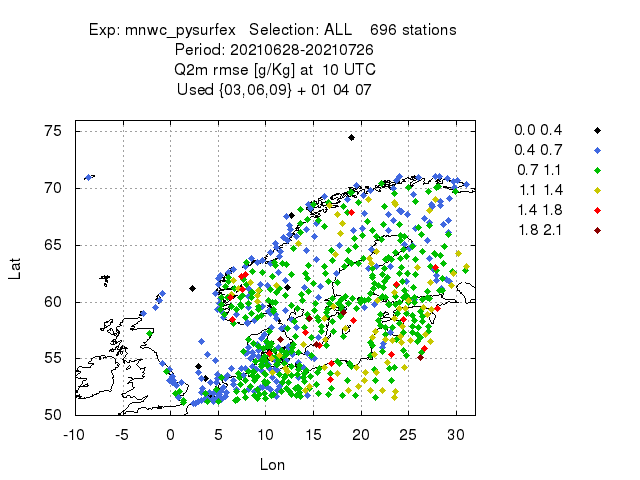 Exp: mnwc_pysurfex Selection: ALL 696 stations
Period: 20210628-20210726
Q2m rmse [g/Kg] at 10 UTC
Used {03,06,09} + 01 04 07
75
70
65
60
55
50
Lat
-10 -5 0 5 10 15 20 25 30
Lon
0.0 0.4
0.4 0.7
0.7 1.1
1.1 1.4
1.4 1.8
1.8 2.1